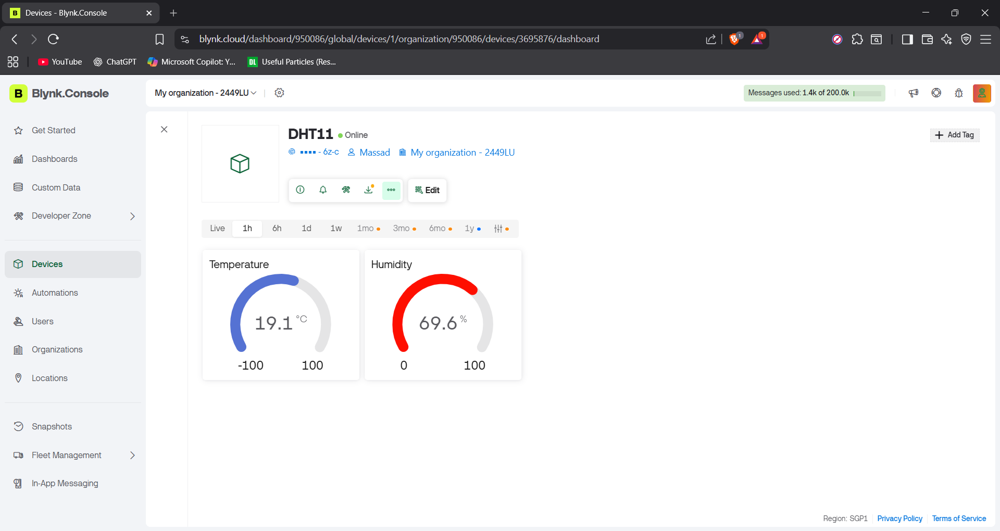 B Devices - Blynk.Console
blynk.cloud/dashboard/950086/global/devices/1/organization/950086/devices/3695876/dashboard
1
1
YouTube
ChatGPT
Microsoft Copilot: Y...
DL Useful Particles (Res...
B Blynk.Console
My organization - 2449LU
Messages used: 1.4k of 200.0k
Get Started
Dashboards
Custom Data
Developer Zone
Devices
Automations
Users
Organizations
Locations
Snapshots
Fleet Management
In-App Messaging
DHT11 Online
Add Tag
•••• - 6z-c Massad My organization - 2449LU
Edit
Live 1h 6h 1d 1w 1mo 3mo 6mo 1y
Temperature
19.1 °C
-100 100
Humidity
69.6 %
0 100
Region: SGP1 Privacy Policy Terms of Service